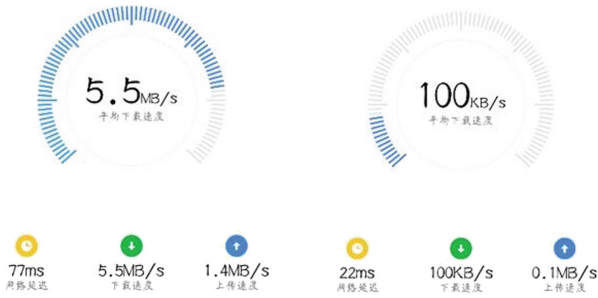 5.5MB/s
平均下载速度
100KB/s
平均下载速度
77ms
网络延迟
5.5MB/s
下载速度
1.4MB/s
上传速度
22ms
网络延迟
100KB/s
下载速度
0.1MB/s
上传速度